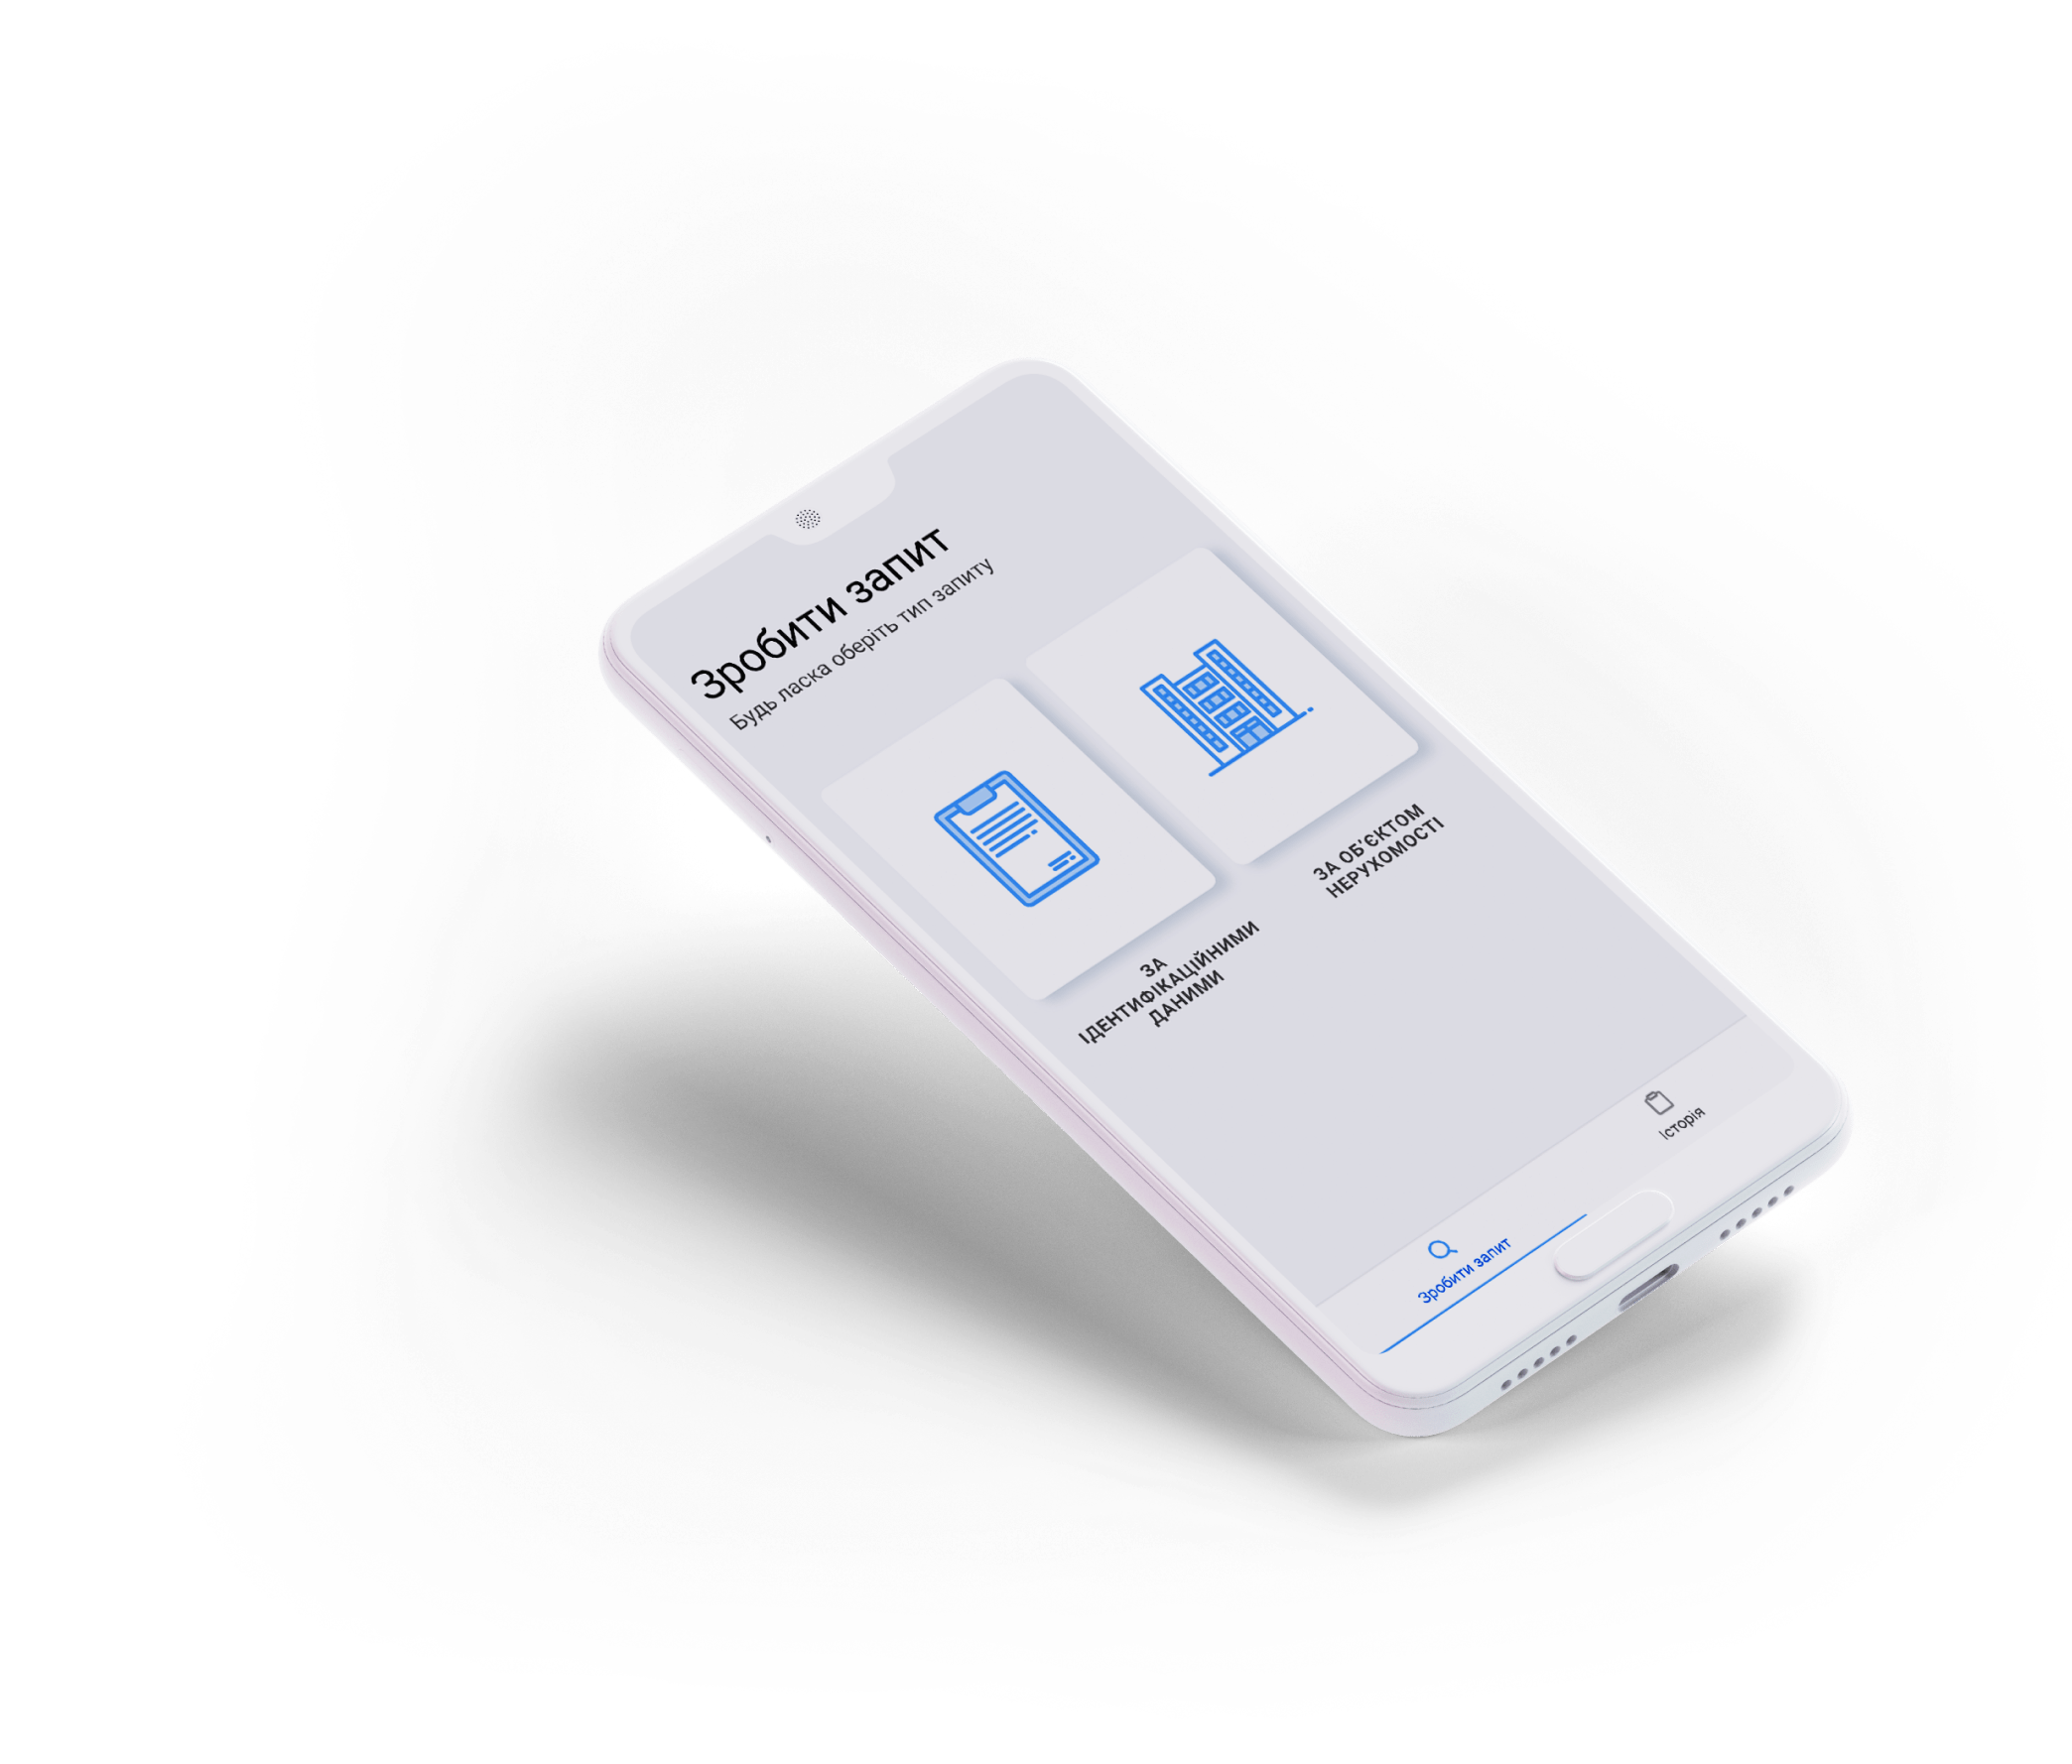 Зробити запит
Будь ласка оберіть тип запиту
ЗА
ІДЕНТИФІКАЦІЙНИМИ
ДАНИМИ
ЗА ОБ'ЄКТОМ
НЕРУХОМОСТІ
Зробити запит
Історія